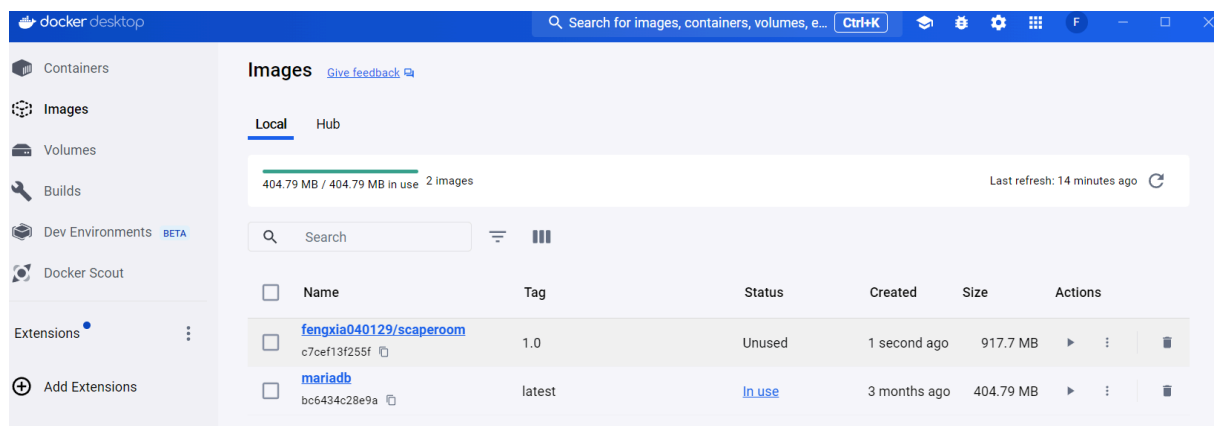 docker desktop
Search for images, containers, volumes, e... Ctrl+K
F
Containers
Images
Volumes
Builds
Dev Environments BETA
Docker Scout
Extensions
Add Extensions
Images Give feedback
Local Hub
404.79 MB / 404.79 MB in use 2 images
Last refresh: 14 minutes ago
Search
Name Tag Status Created Size Actions
fengxia040129/scaperoom 1.0 Unused 1 second ago 917.7 MB
c7cef13f255f
mariadb latest In use 3 months ago 404.79 MB
bc6434c28e9a